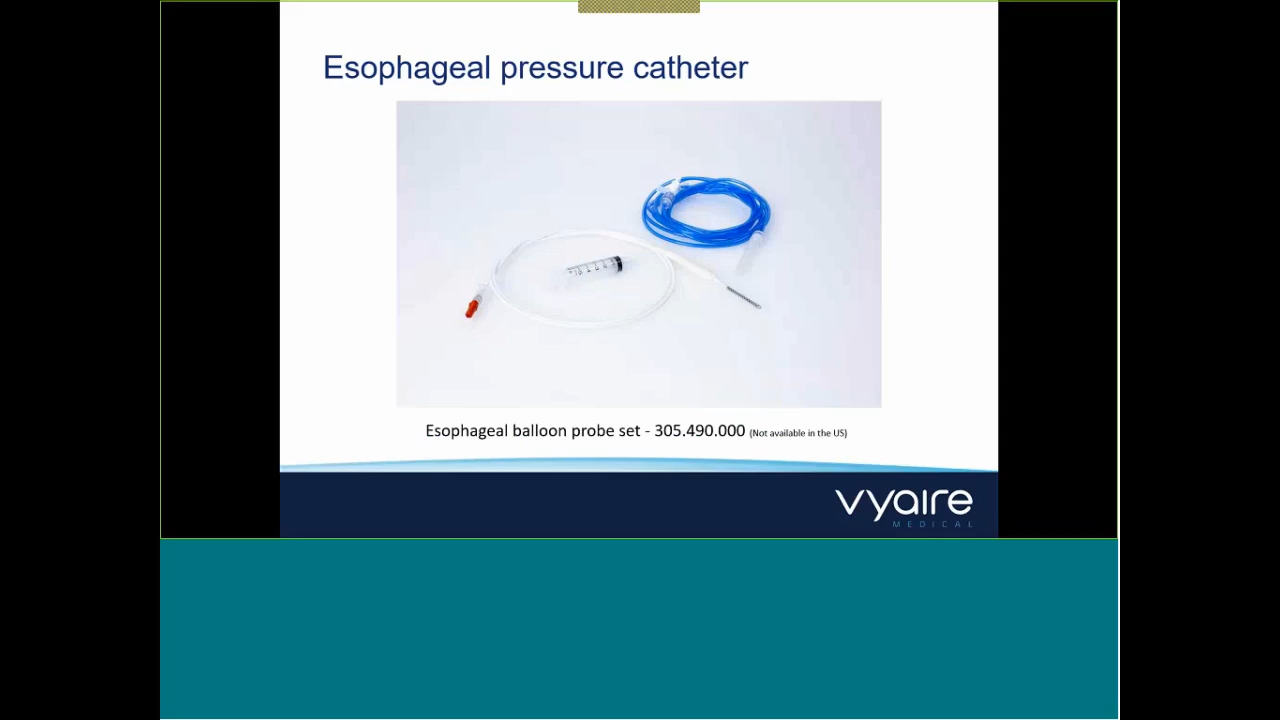 Esophageal pressure catheter
Esophageal balloon probe set - 305.490.000 (Not available in the US)
vyaire
MEDICAL